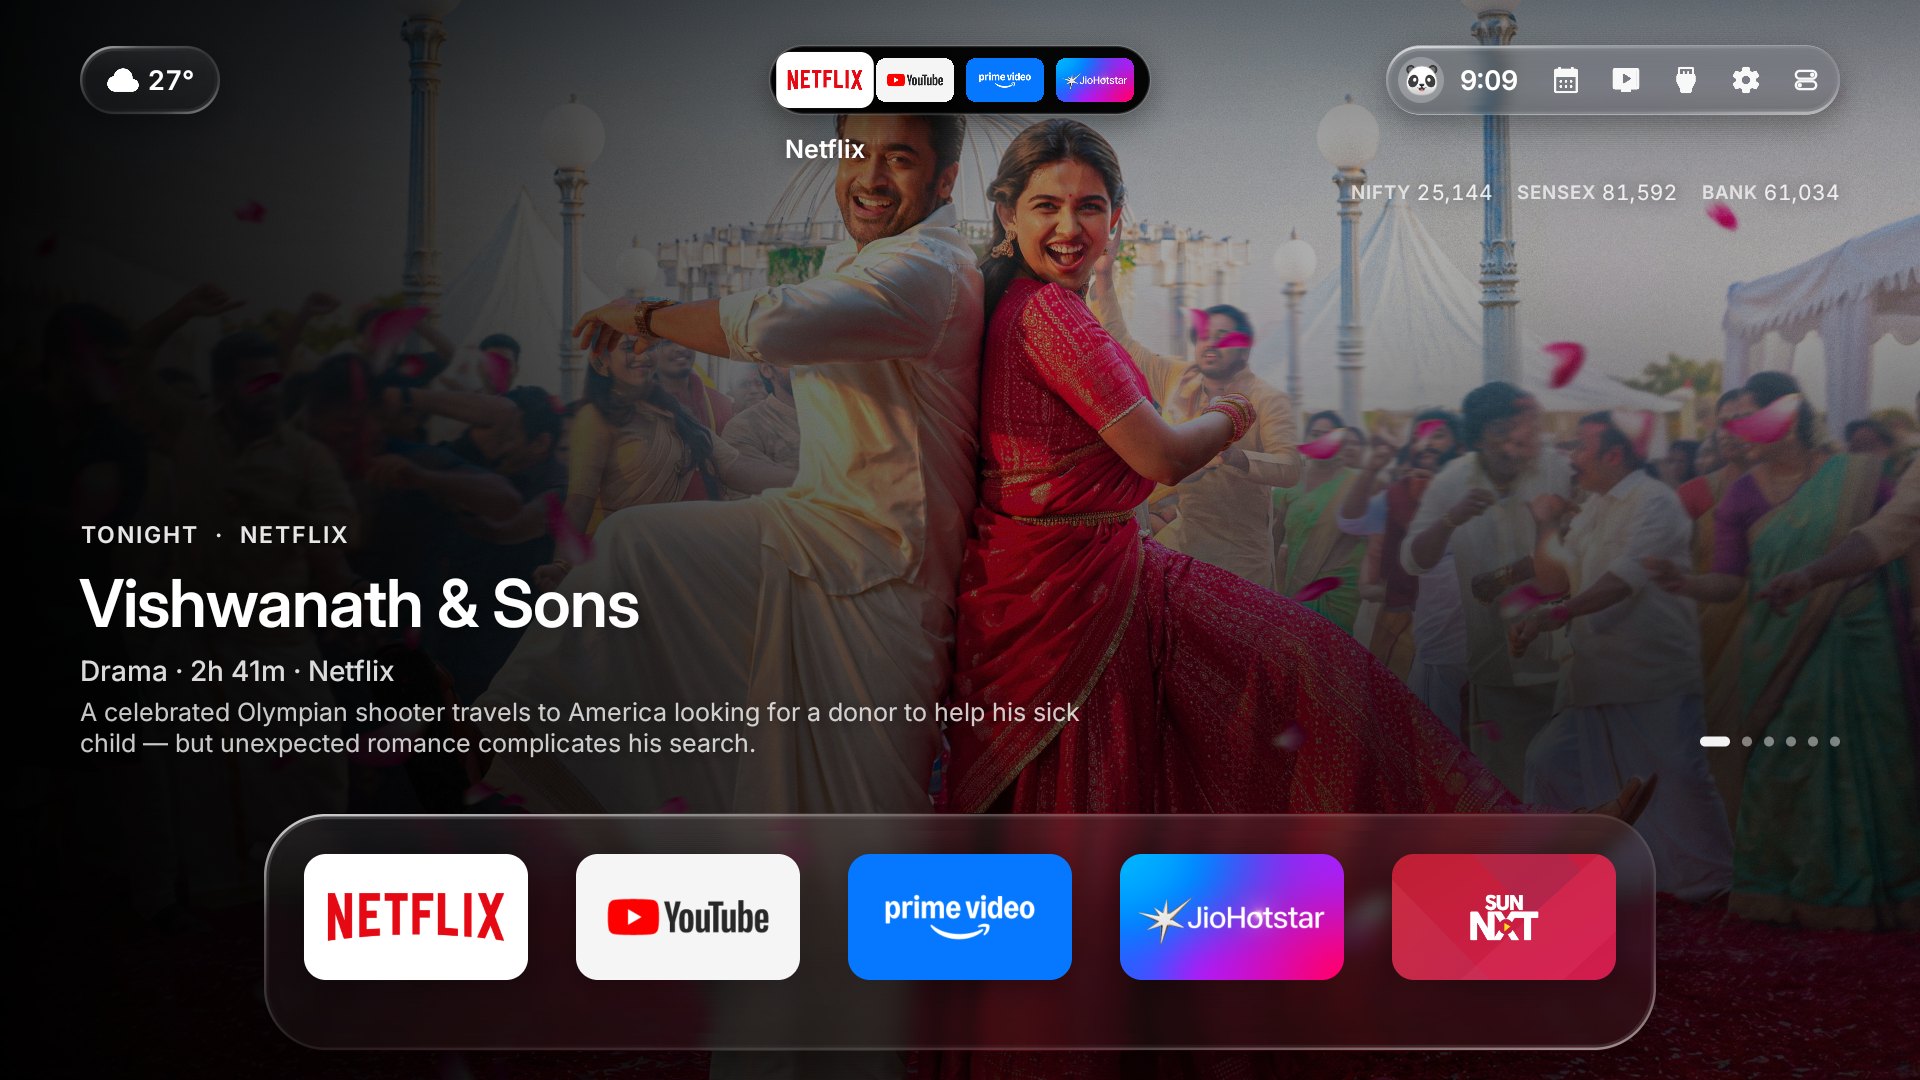 27°
NETFLIX
YouTube
prime video
JioHotstar
9:09
Netflix
NIFTY 25,144 SENSEX 81,592 BANK 61,034
TONIGHT · NETFLIX
Vishwanath & Sons
Drama · 2h 41m · Netflix
A celebrated Olympian shooter travels to America looking for a donor to help his sick
child — but unexpected romance complicates his search.
NETFLIX
YouTube
prime video
JioHotstar
SUN
NXT